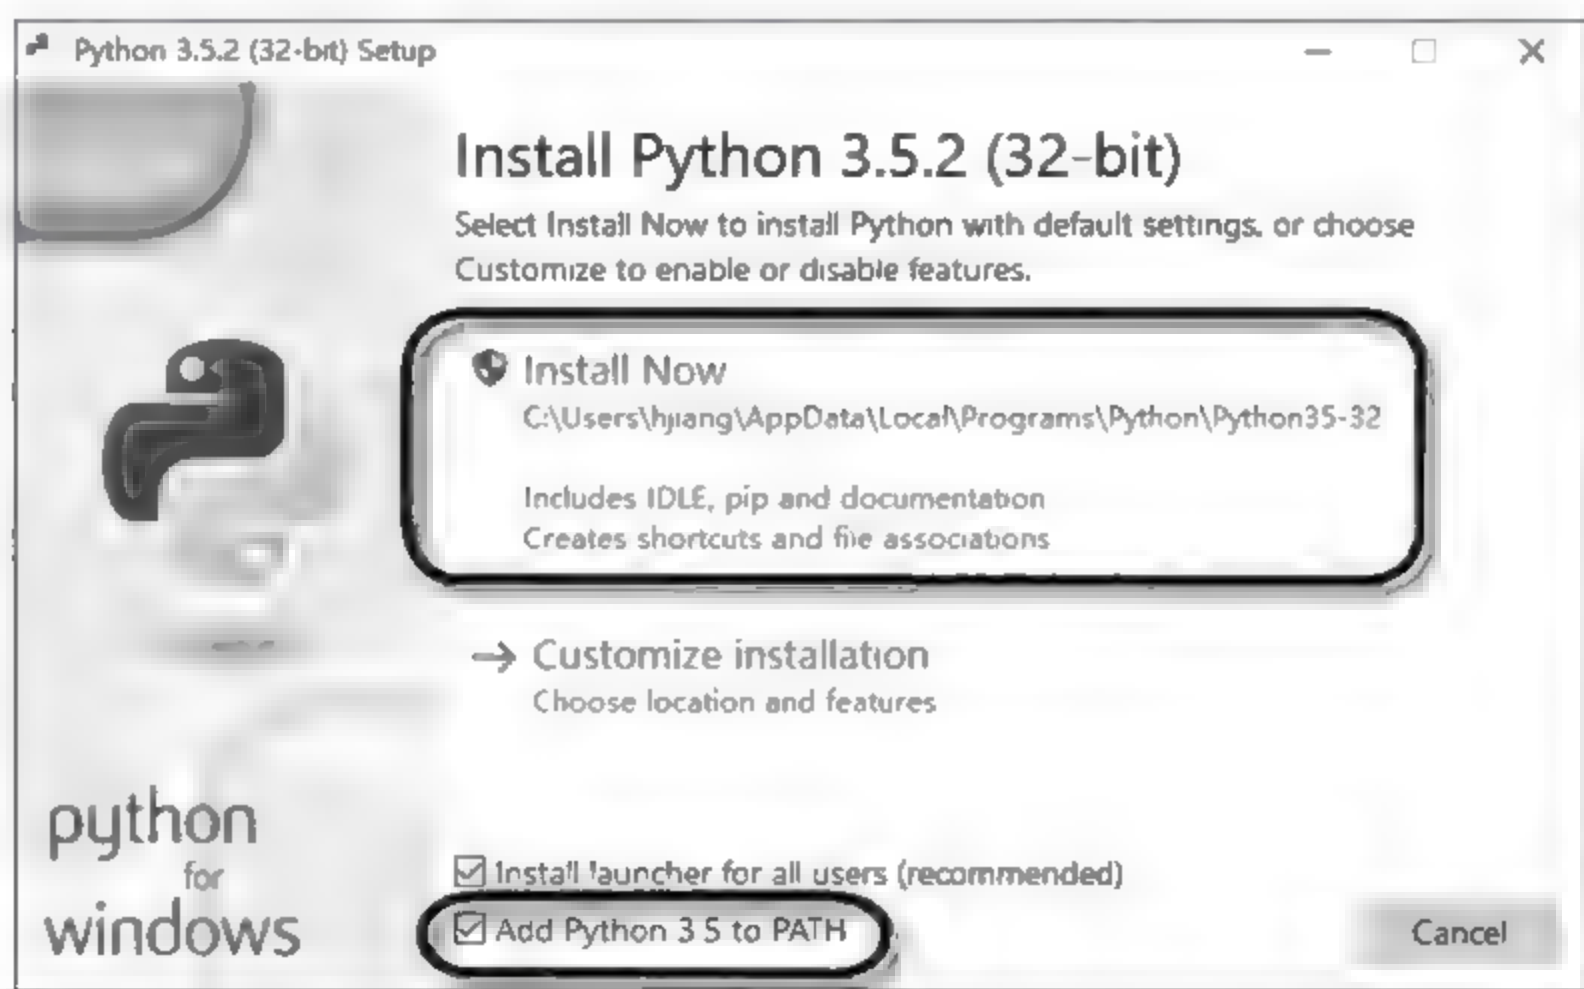 Python 3.5.2 (32-bit) Setup
Install Python 3.5.2 (32-bit)
Select Install Now to install Python with default settings, or choose
Customize to enable or disable features.
Install Now
C:\Users\hjiang\AppData\Local\Programs\Python\Python35-32
Includes IDLE, pip and documentation
Creates shortcuts and file associations
Customize installation
Choose location and features
python
for
windows
Install launcher for all users (recommended)
Add Python 3.5 to PATH
Cancel